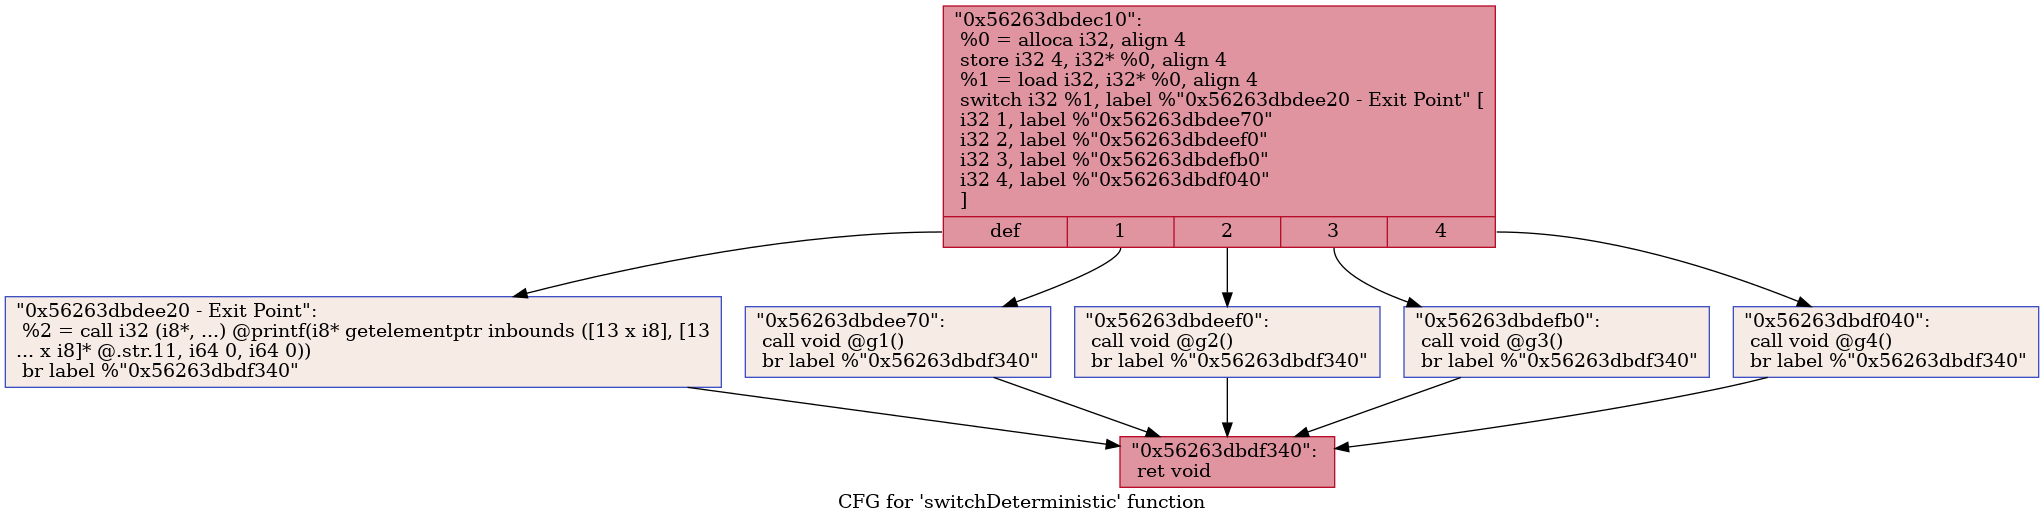 "0x56263dbdec10":
%0 = alloca i32, align 4
store i32 4, i32* %0, align 4
%1 = load i32, i32* %0, align 4
switch i32 %1, label %"0x56263dbdee20 - Exit Point" [
i32 1, label %"0x56263dbdee70"
i32 2, label %"0x56263dbdeef0"
i32 3, label %"0x56263dbdefb0"
i32 4, label %"0x56263dbdf040"
]
def 1 2 3 4
"0x56263dbdee20 - Exit Point":
%2 = call i32 (i8*, ...) @printf(i8* getelementptr inbounds ([13 x i8], [13
... x i8]* @.str.11, i64 0, i64 0))
br label %"0x56263dbdf340"
"0x56263dbdee70":
call void @g1()
br label %"0x56263dbdf340"
"0x56263dbdeef0":
call void @g2()
br label %"0x56263dbdf340"
"0x56263dbdefb0":
call void @g3()
br label %"0x56263dbdf340"
"0x56263dbdf040":
call void @g4()
br label %"0x56263dbdf340"
"0x56263dbdf340":
ret void
CFG for 'switchDeterministic' function